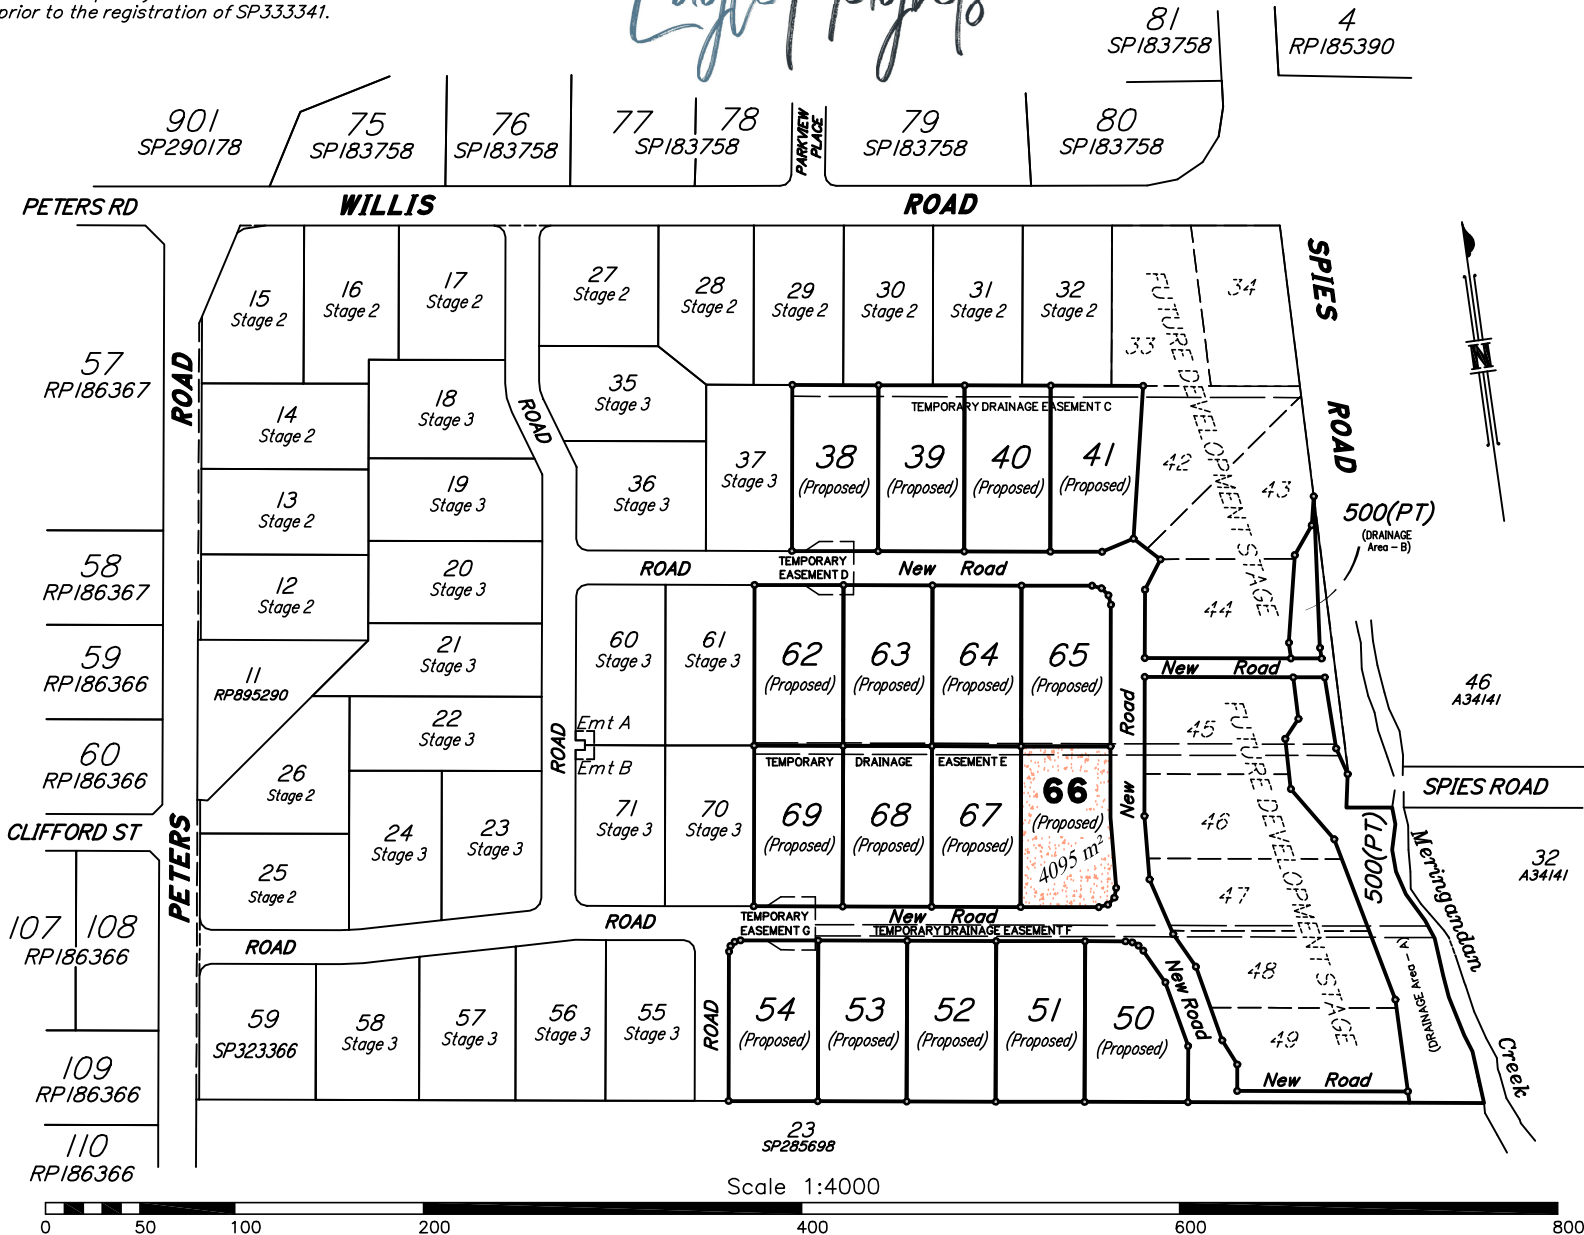 prior to the registration of SP333341.
81
SP183758
4
RP185390
901
SP290178
75
SP183758
76
SP183758
77
78
SP183758
PARKVIEW
PLACE
79
SP183758
80
SP183758
PETERS RD
WILLIS
ROAD
SPIES
ROAD
15
Stage 2
16
Stage 2
17
Stage 2
27
Stage 2
28
Stage 2
29
Stage 2
30
Stage 2
31
Stage 2
32
Stage 2
33
34
FUTURE DEVELOPMENT STAGE
N
57
RP186367
ROAD
14
Stage 2
18
Stage 3
ROAD
35
Stage 3
TEMPORARY DRAINAGE EASEMENT C
13
Stage 2
19
Stage 3
36
Stage 3
37
Stage 3
38
(Proposed)
39
(Proposed)
40
(Proposed)
41
(Proposed)
42
43
500(PT)
(DRAINAGE
Area - B)
58
RP186367
12
Stage 2
20
Stage 3
ROAD
TEMPORARY
EASEMENT D
New Road
44
59
RP186366
11
RP895290
21
Stage 3
60
Stage 3
61
Stage 3
62
(Proposed)
63
(Proposed)
64
(Proposed)
65
(Proposed)
New Road
46
A34141
60
RP186366
22
Stage 3
ROAD
Emt A
Emt B
New Road
45
FUTURE DEVELOPMENT STAGE
26
Stage 2
TEMPORARY DRAINAGE EASEMENT E
SPIES ROAD
CLIFFORD ST
PETERS
24
Stage 3
23
Stage 3
71
Stage 3
70
Stage 3
69
(Proposed)
68
(Proposed)
67
(Proposed)
66
(Proposed)
4095 m²
46
500(PT)
Meringandan
Creek
32
A34141
25
Stage 2
47
107
108
RP186366
ROAD
ROAD
TEMPORARY
EASEMENT G
New Road
TEMPORARY DRAINAGE EASEMENT F
48
(DRAINAGE Area - A)
59
SP323366
58
Stage 3
57
Stage 3
56
Stage 3
55
Stage 3
ROAD
54
(Proposed)
53
(Proposed)
52
(Proposed)
51
(Proposed)
50
(Proposed)
New Road
49
New Road
109
RP186366
110
RP186366
23
SP285698
Scale 1:4000
0 50 100 200 400 600 800